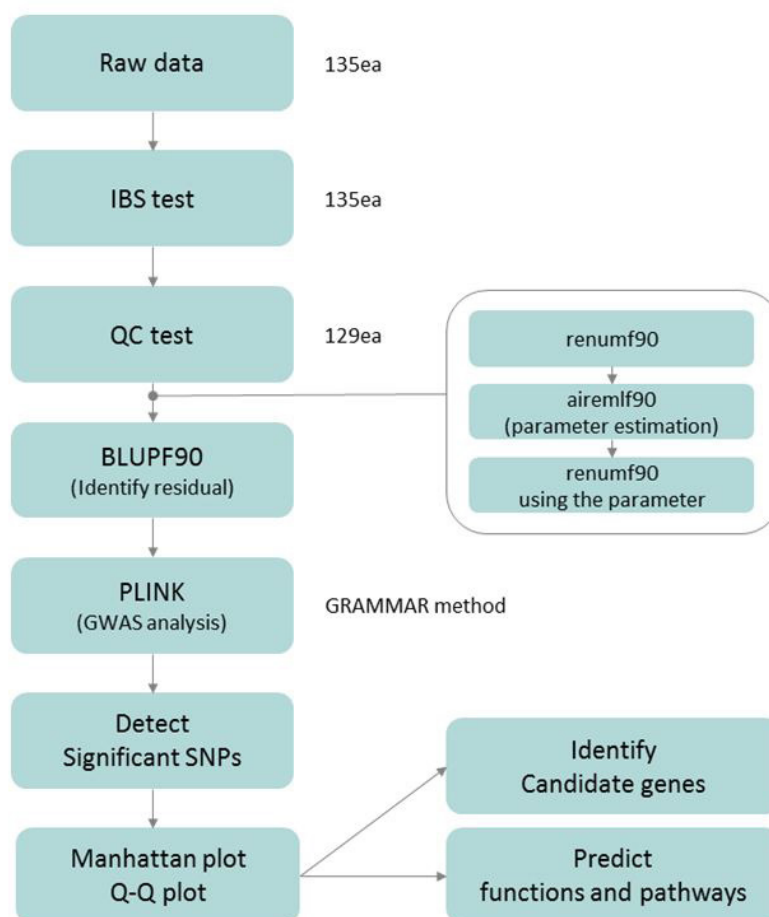 Raw data
135ea
IBS test
135ea
QC test
129ea
renumf90
airemlf90
(parameter estimation)
renumf90
using the parameter
BLUPF90
(Identify residual)
PLINK
(GWAS analysis)
GRAMMAR method
Detect
Significant SNPs
Identify
Candidate genes
Manhattan plot
Q-Q plot
Predict
functions and pathways